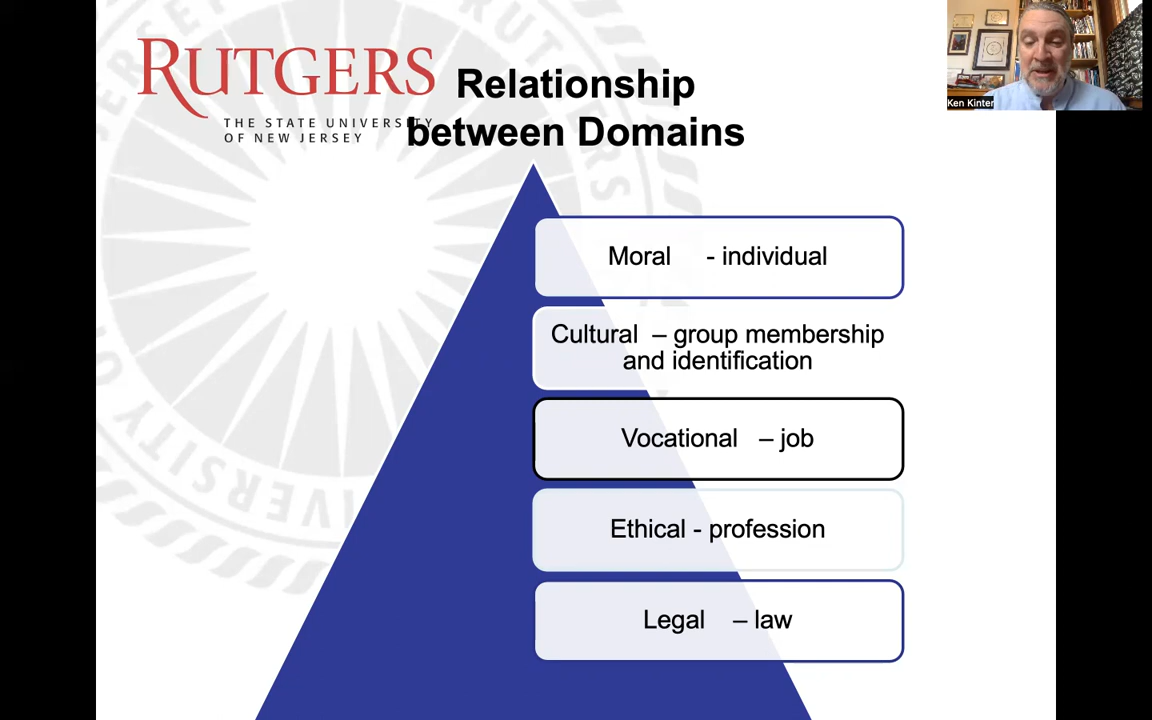 RUTGERS
THE STATE UNIVERSITY
OF NEW JERSEY
Relationship
between Domains
Ken Kinter
Moral - individual
Cultural – group membership
and identification
Vocational – job
Ethical - profession
Legal – law